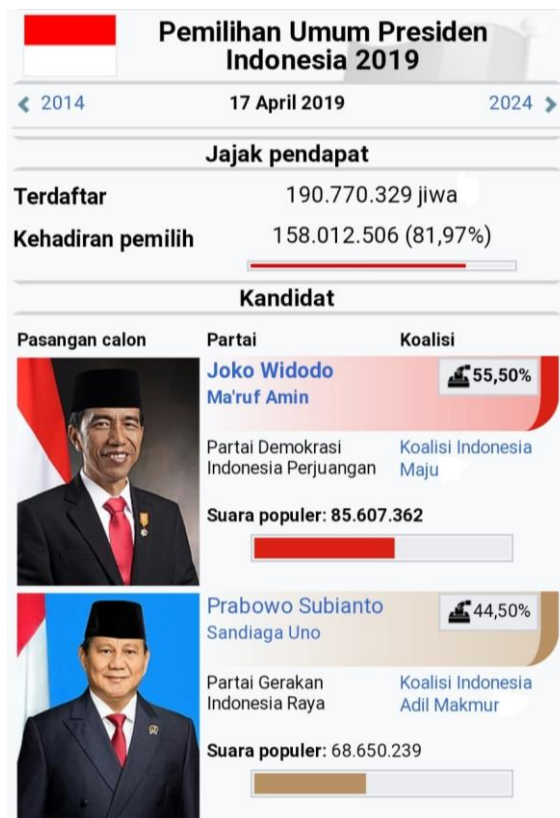 Pemilihan Umum Presiden
Indonesia 2019
2014 17 April 2019 2024
Jajak pendapat
Terdaftar 190.770.329 jiwa
Kehadiran pemilih 158.012.506 (81,97%)
Kandidat
Pasangan calon Partai Koalisi
Joko Widodo 55,50%
Ma'ruf Amin
Partai Demokrasi Koalisi Indonesia
Indonesia Perjuangan Maju
Suara populer: 85.607.362
Prabowo Subianto 44,50%
Sandiaga Uno
Partai Gerakan Koalisi Indonesia
Indonesia Raya Adil Makmur
Suara populer: 68.650.239